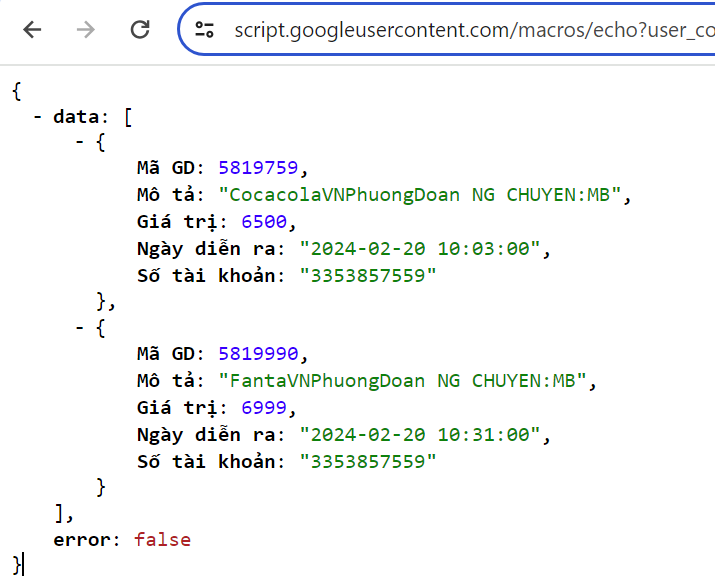 script.googleusercontent.com/macros/echo?user_co
{
- data: [
- {
Mã GD: 5819759,
Mô tả: "CocacolaVNPhuongDoan NG CHUYEN:MB",
Giá trị: 6500,
Ngày diễn ra: "2024-02-20 10:03:00",
Số tài khoản: "3353857559"
},
- {
Mã GD: 5819990,
Mô tả: "FantaVNPhuongDoan NG CHUYEN:MB",
Giá trị: 6999,
Ngày diễn ra: "2024-02-20 10:31:00",
Số tài khoản: "3353857559"
}
],
error: false
}